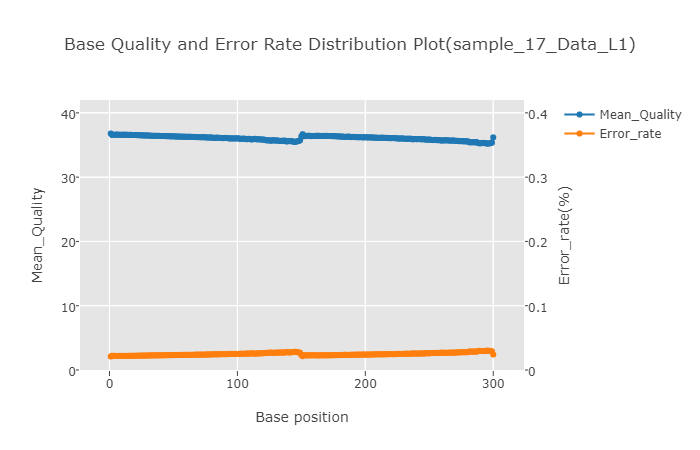 Base Quality and Error Rate Distribution Plot(sample_17_Data_L1)
40
30
20
10
0
Mean_Quality
0.4
0.3
0.2
0.1
0
Error_rate(%)
Mean_Quality
Error_rate
0 100 200 300
Base position